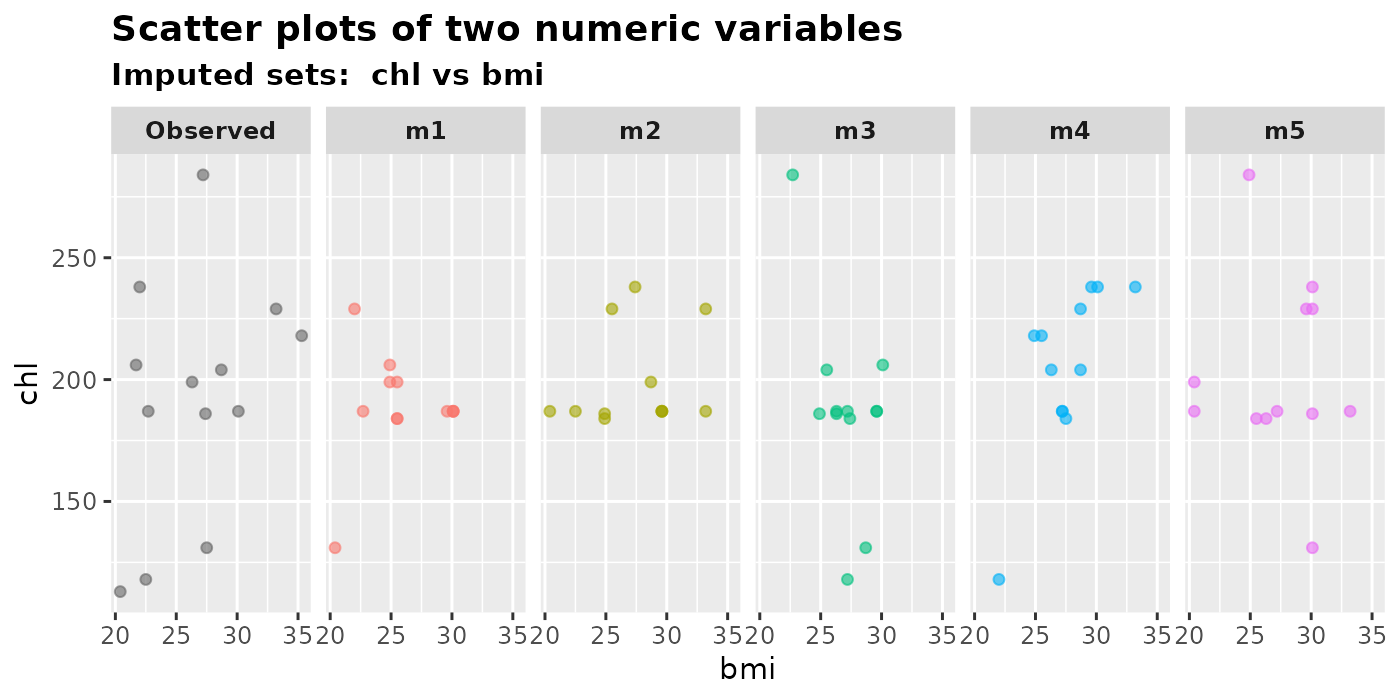 Scatter plots of two numeric variables
Imputed sets:  chl vs bmi
Observed m1 m2 m3 m4 m5
250
200
150
chl
20 25 30 35 20 25 30 35 20 25 30 35 20 25 30 35 20 25 30 35 20 25 30 35
bmi